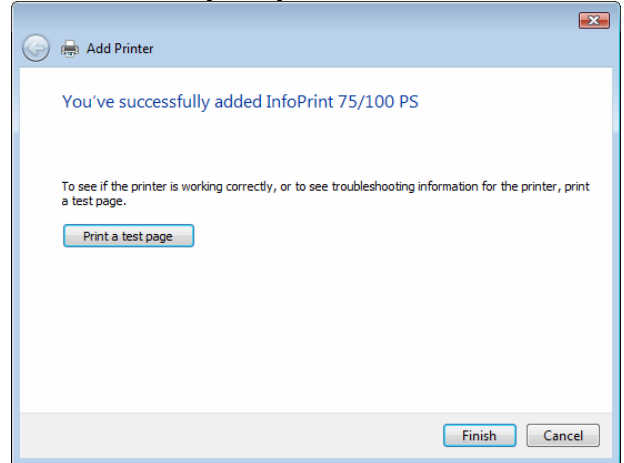 Add Printer
You've successfully added InfoPrint 75/100 PS
To see if the printer is working correctly, or to see troubleshooting information for the printer, print
a test page.
Print a test page
Finish Cancel